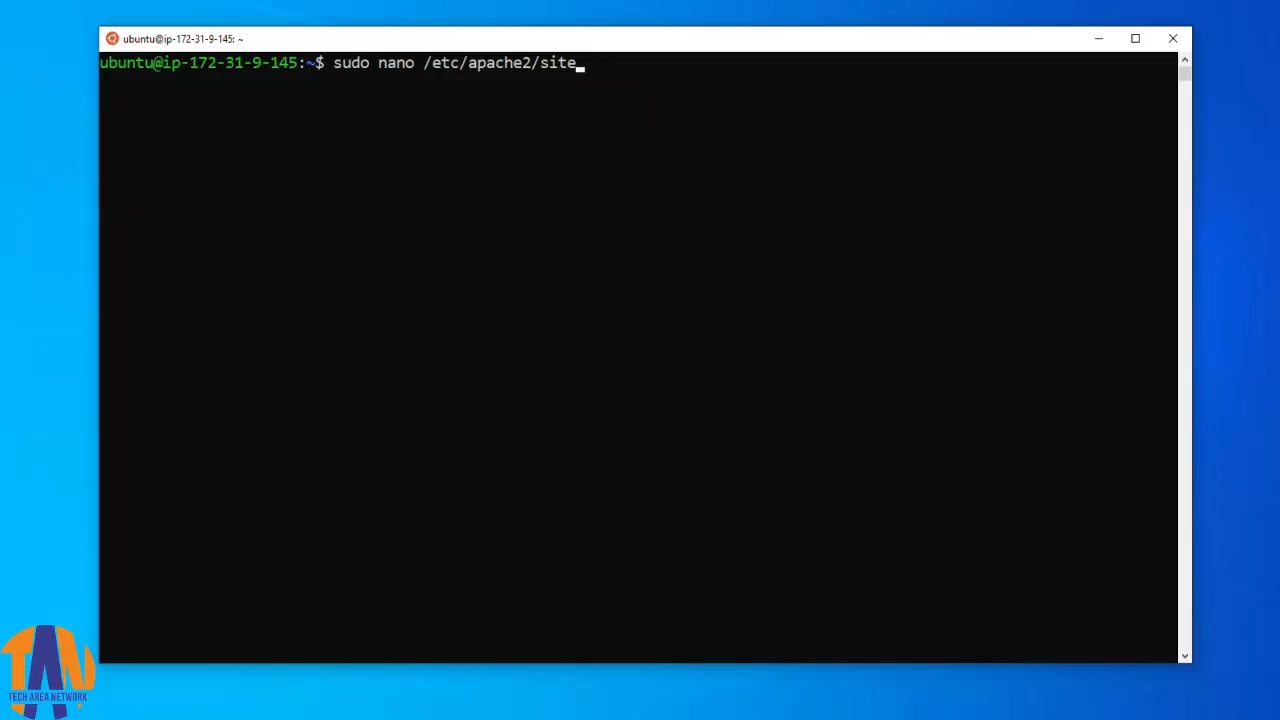 ubuntu@ip-172-31-9-145: ~
ubuntu@ip-172-31-9-145:~$ sudo nano /etc/apache2/site
TAN
TECH AREA NETWORK